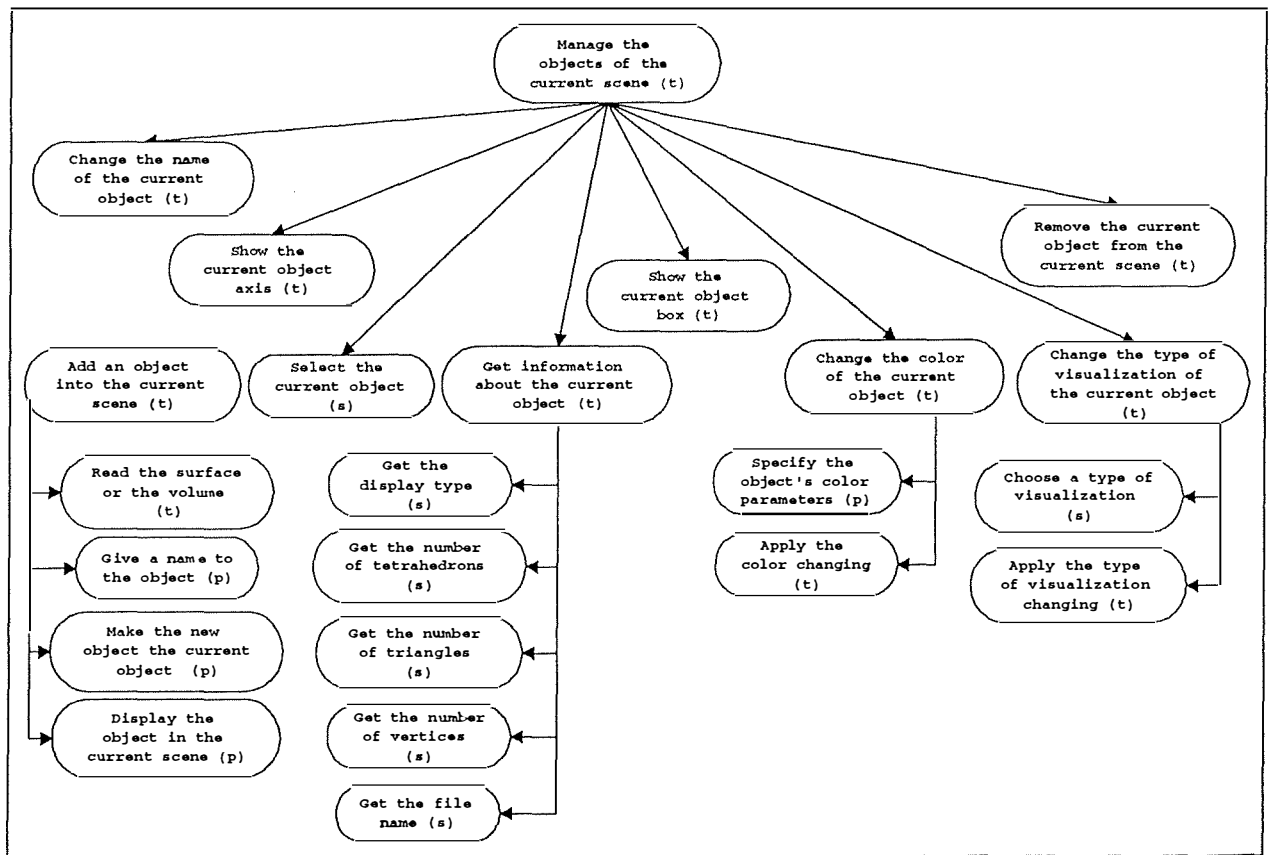 Manage the
objects of the
current scene (t)
Change the name
of the current
object (t)
Show the
current object
axis (t)
Show the
current object
box (t)
Remove the current
object from the
current scene (t)
Add an object
into the current
scene (t)
Select the
current object
(s)
Get information
about the current
object (t)
Change the color
of the current
object (t)
Change the type of
visualization of
the current object
(t)
Read the surface
or the volume
(t)
Give a name to
the object (p)
Make the new
object the current
object (p)
Display the
object in the
current scene (p)
Get the
display type
(s)
Get the number
of tetrahedrons
(s)
Get the number
of triangles
(s)
Get the number
of vertices
(s)
Get the file
name (s)
Specify the
object's color
parameters (p)
Apply the
color changing
(t)
Choose a type of
visualization
(s)
Apply the type
of visualization
changing (t)